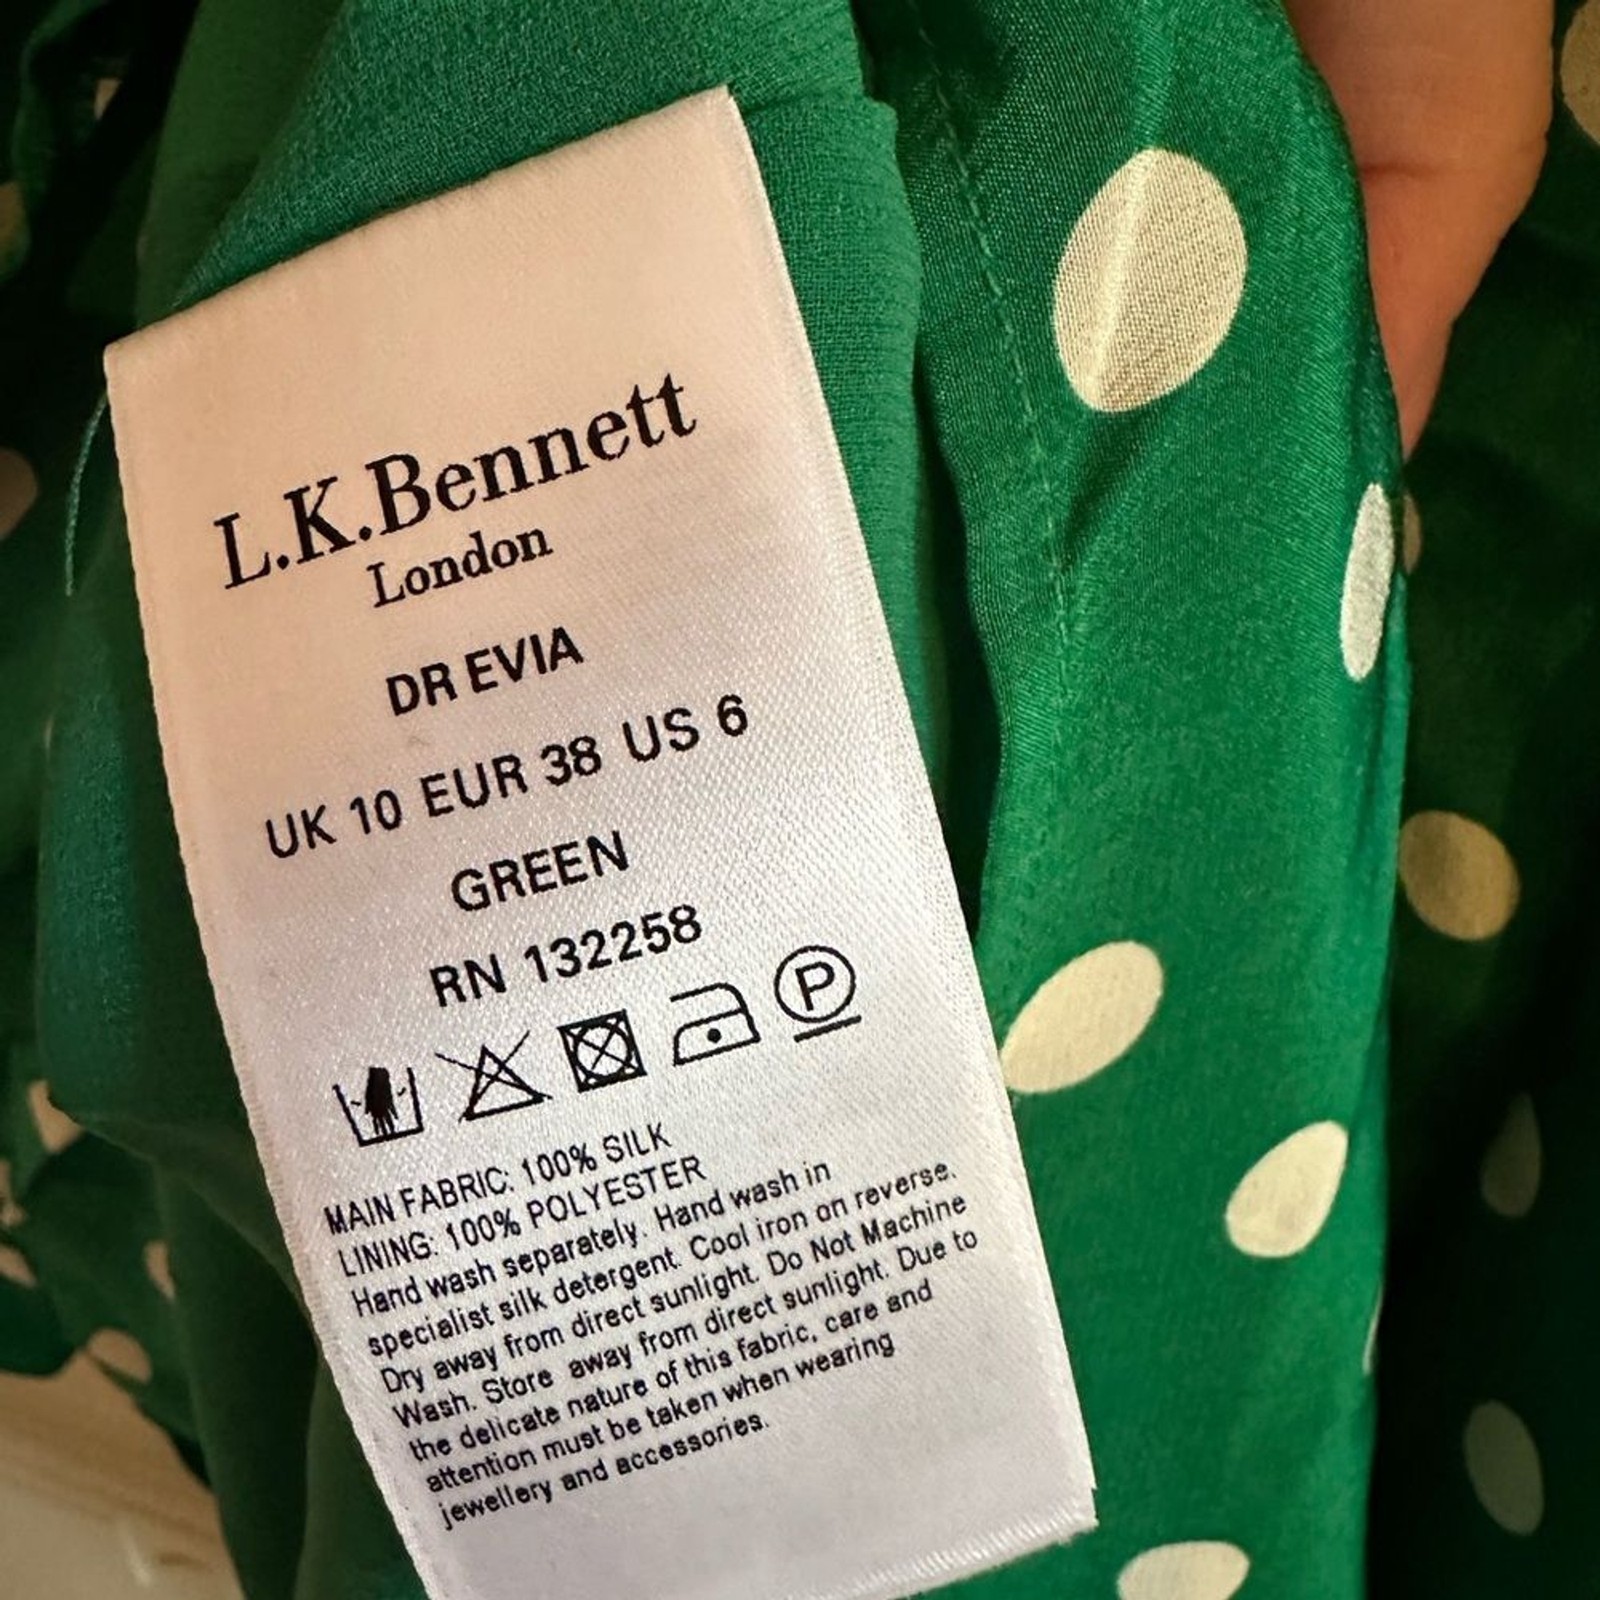 L.K.Bennett
London
DR EVIA
UK 10 EUR 38 US 6
GREEN
RN 132258
P
MAIN FABRIC: 100% SILK
LINING: 100% POLYESTER
Hand wash separately. Hand wash in
specialist silk detergent. Cool iron on reverse.
Dry away from direct sunlight. Do Not Machine
Wash. Store away from direct sunlight. Due to
the delicate nature of this fabric, care and
attention must be taken when wearing
jewellery and accessories.